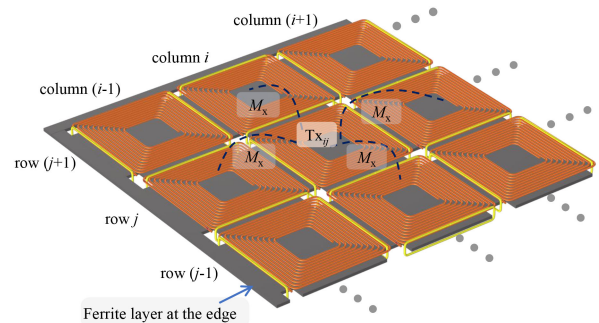 column (i+1)
column i
column (i-1)
Mx
Mx
Txij
Mx
Mx
row (j+1)
row j
row (j-1)
Ferrite layer at the edge